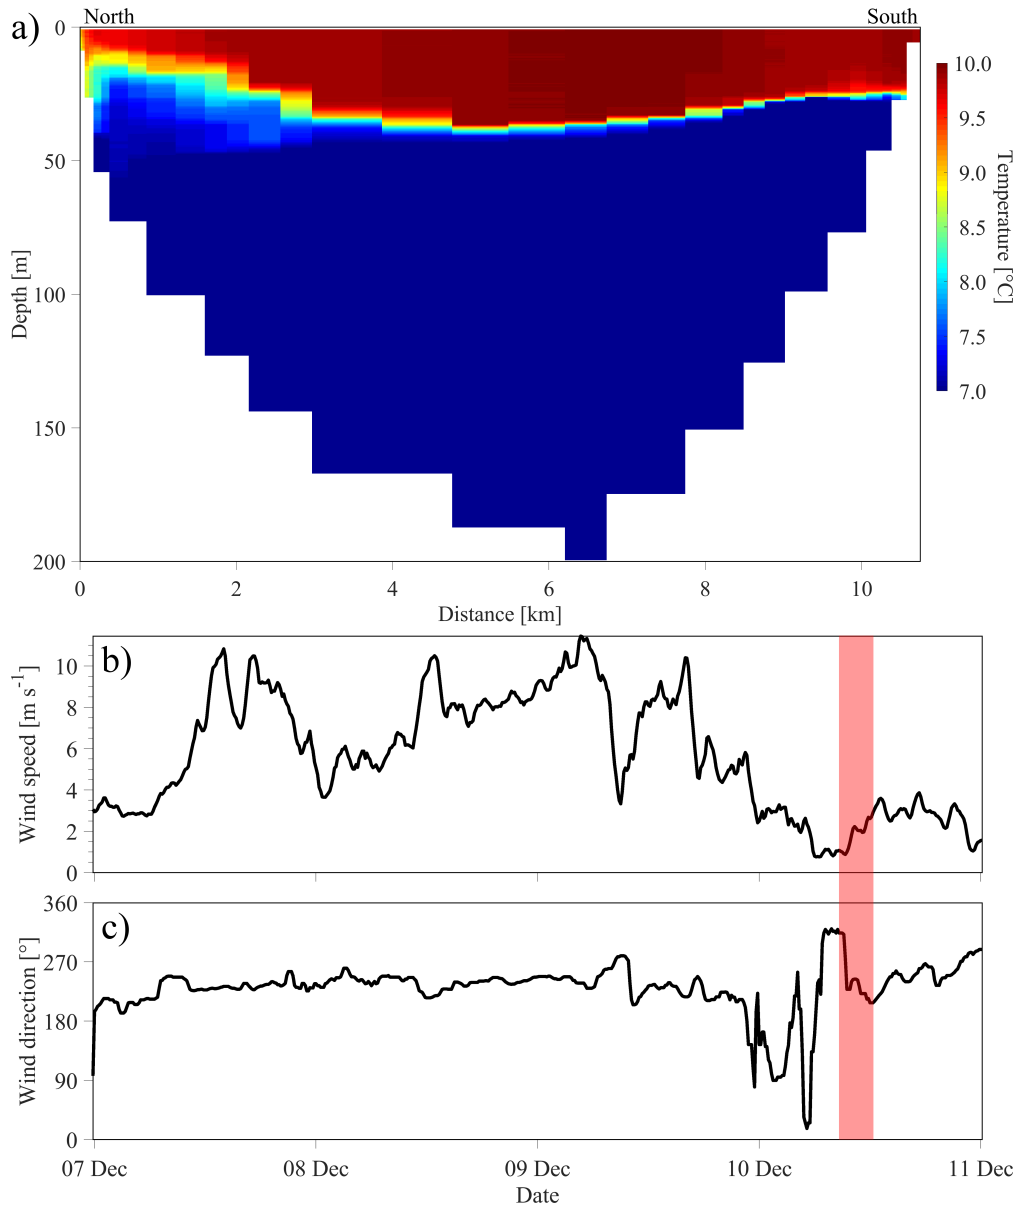 a)
North
South
0
50
100
150
200
Depth [m]
0
2
4
6
8
10
Distance [km]
10.0
9.5
9.0
8.5
8.0
7.5
7.0
Temperature [°C]
b)
10
8
6
4
2
0
Wind speed [m s-1]
c)
360
270
180
90
0
Wind direction [°]
07 Dec
08 Dec
09 Dec
10 Dec
11 Dec
Date